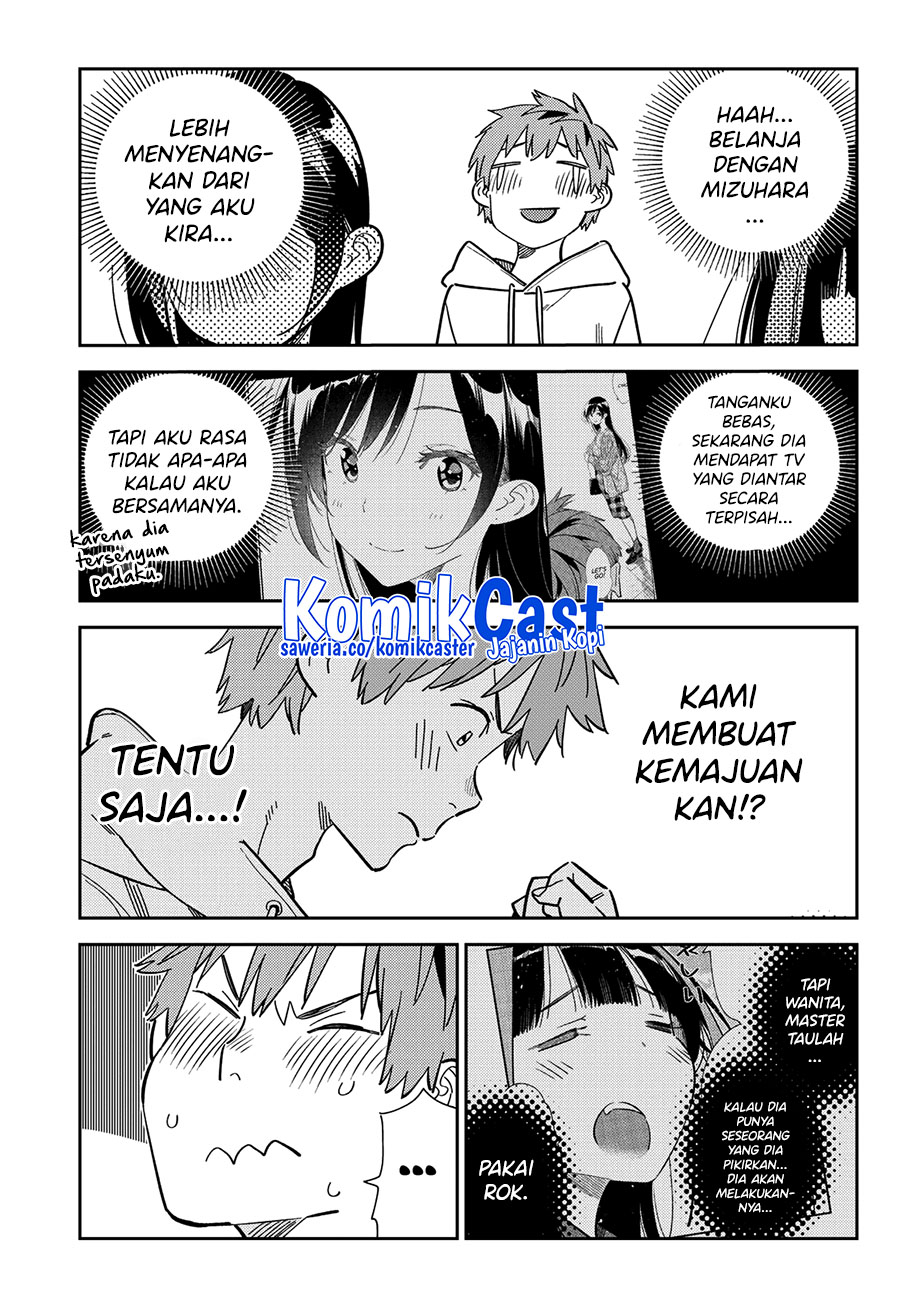 HAAH...
BELANJA
DENGAN
MIZUHARA
...
LEBIH
MENYENANG-
KAN DARI
YANG AKU
KIRA...
TANGANKU
BEBAS,
SEKARANG DIA
MENDAPAT TV
YANG DIANTAR
SECARA
TERPISAH...
LET'S
GO!
TAPI AKU RASA
TIDAK APA-APA
KALAU AKU
BERSAMANYA.
karena dia
tersenyum
padaku.
KomikCast
saweria.co/komikcaster Jajanin Kopi
KAMI
MEMBUAT
KEMAJUAN
KAN!?
TENTU
SAJA...!
TAPI
WANITA,
MASTER
TAULAH
...
KALAU DIA
PUNYA
SESEORANG
YANG DIA
PIKIRKAN...
DIA AKAN
MELAKUKAN-
NYA...
PAKAI
ROK.
...